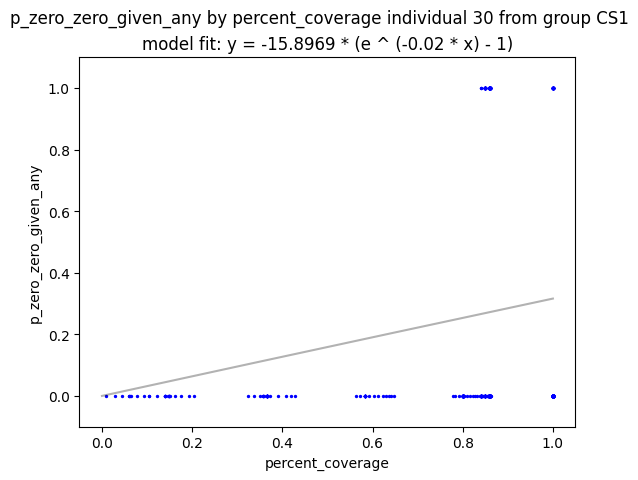 p_zero_zero_given_any by percent_coverage individual 30 from group CS1
model fit: y = -15.8969 * (e ^ (-0.02 * x) - 1)
1.0
0.8
0.6
0.4
0.2
0.0
p_zero_zero_given_any
0.0 0.2 0.4 0.6 0.8 1.0
percent_coverage